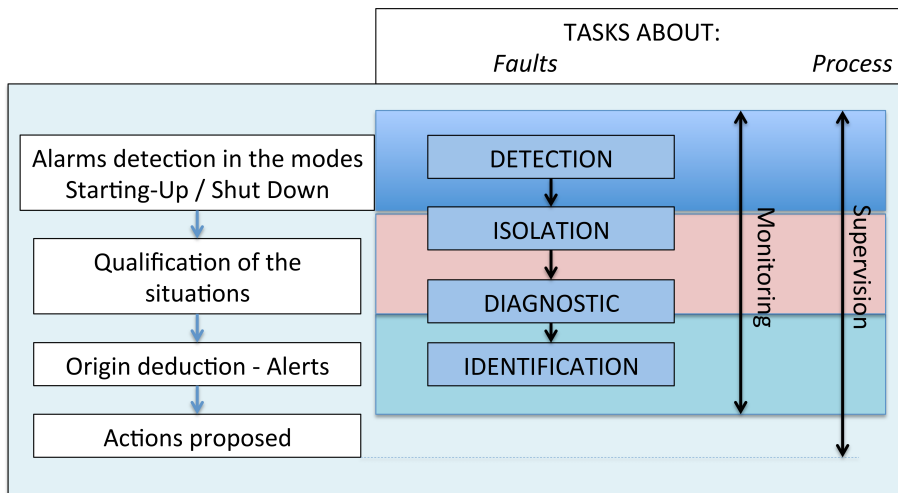 TASKS ABOUT:
Faults
Process
Alarms detection in the modes
Starting-Up / Shut Down
Qualification of the
situations
Origin deduction - Alerts
Actions proposed
DETECTION
ISOLATION
DIAGNOSTIC
IDENTIFICATION
Monitoring
Supervision